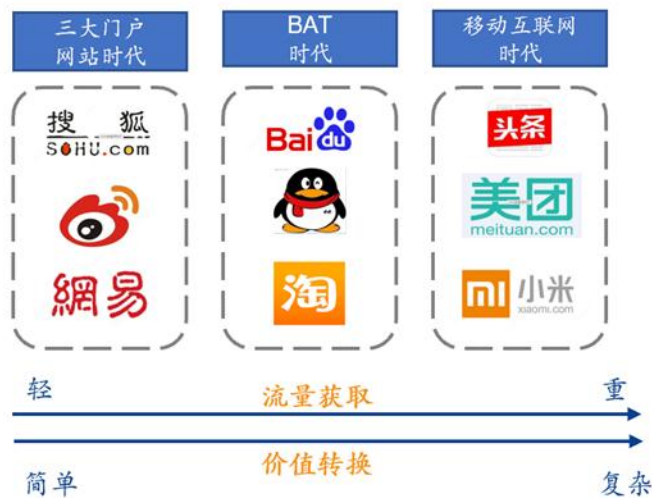 三大门户
网站时代
BAT
时代
移动互联网
时代
搜狐
SOHU.com
網易
Baidu
淘
头条
美团
meituan.com
mi 小米
xiaomi.com
轻
流量获取
重
价值转换
简单
复杂